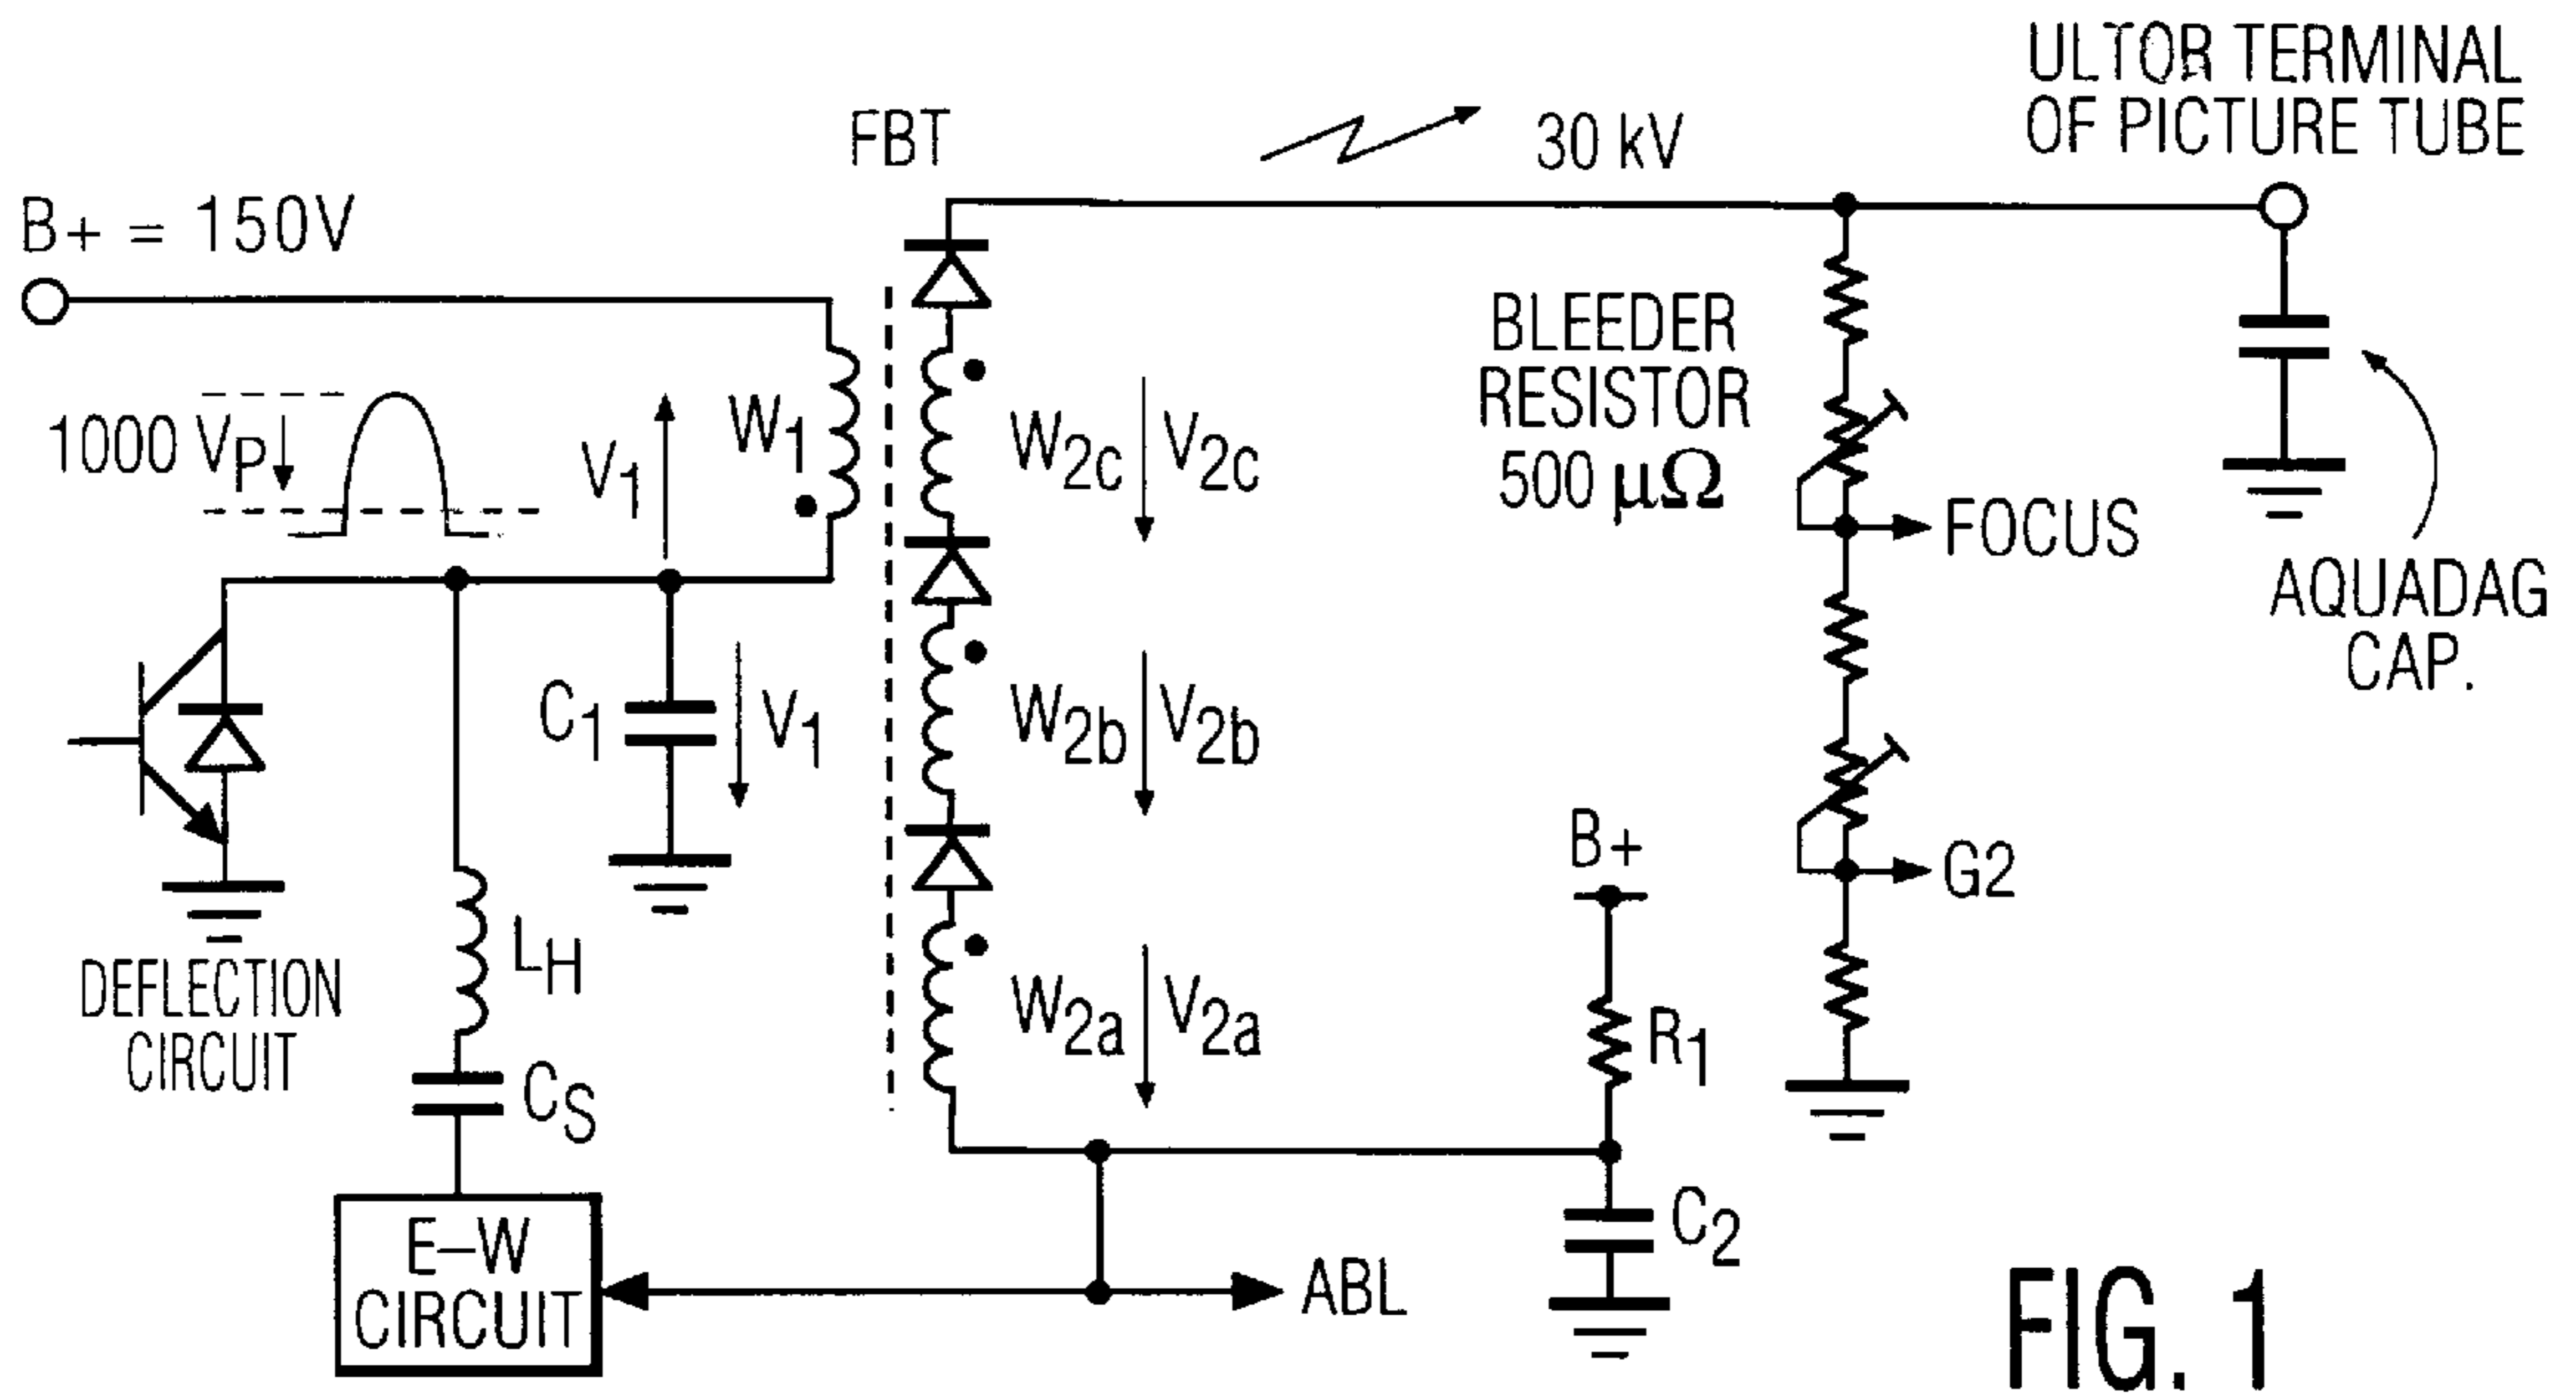 ULTOR TERMINAL
OF PICTURE TUBE
FBT
30 kV
B+ = 150V
BLEEDER
RESISTOR
500 μΩ
1000 VP
V1
W1
W2c
V2c
FOCUS
AQUADAG
CAP.
C1
V1
W2b
V2b
B+
G2
LH
DEFLECTION
CIRCUIT
W2a
V2a
R1
CS
C2
E–W
CIRCUIT
ABL
FIG. 1